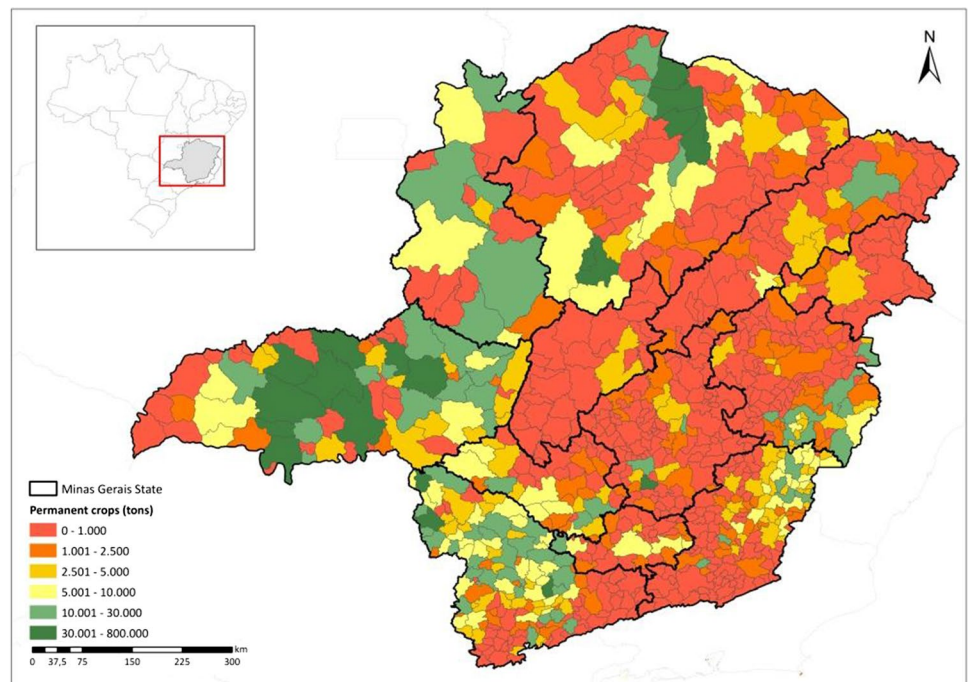 N
Minas Gerais State
Permanent crops (tons)
0 - 1.000
1.001 - 2.500
2.501 - 5.000
5.001 - 10.000
10.001 - 30.000
30.001 - 800.000
km
0 37,5 75 150 225 300